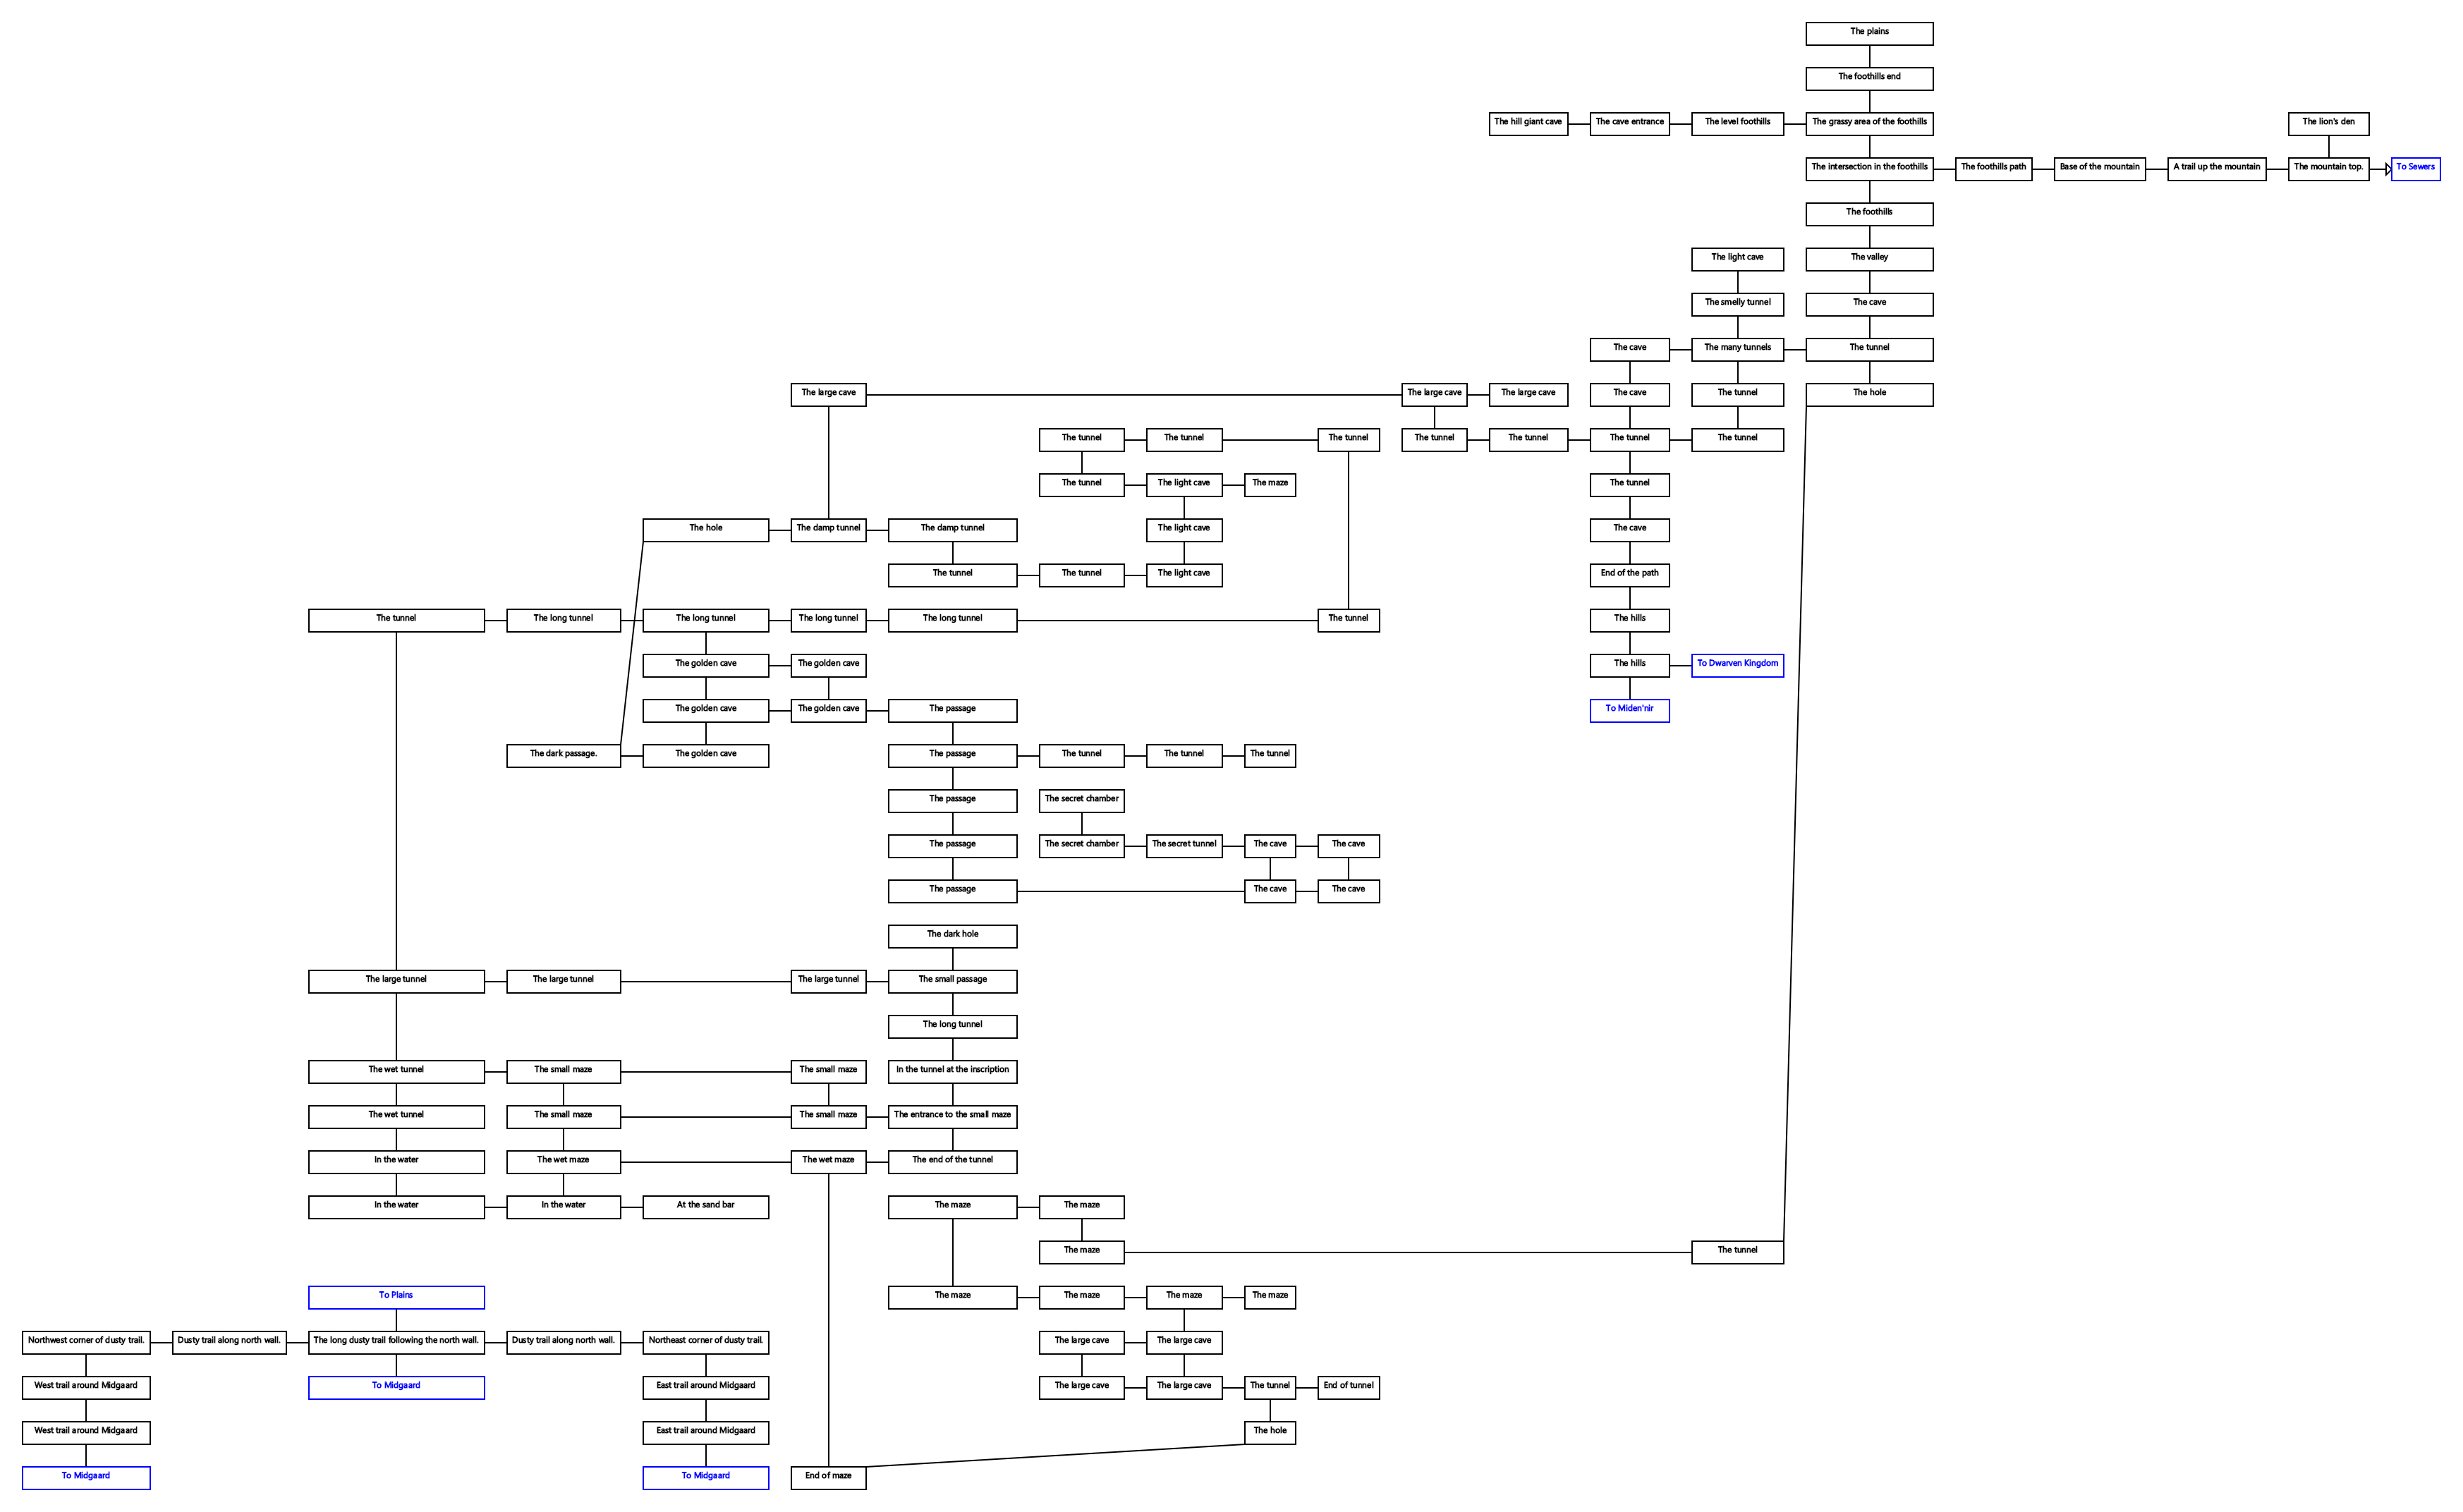 The plains
The foothills end
The hill giant cave
The cave entrance
The level foothills
The grassy area of the foothills
The lion's den
The intersection in the foothills
The foothills path
Base of the mountain
A trail up the mountain
The mountain top.
To Sewers
The foothills
The light cave
The valley
The smelly tunnel
The cave
The cave
The many tunnels
The tunnel
The large cave
The large cave
The large cave
The cave
The tunnel
The hole
The tunnel
The tunnel
The tunnel
The tunnel
The tunnel
The tunnel
The tunnel
The tunnel
The light cave
The maze
The tunnel
The hole
The damp tunnel
The damp tunnel
The light cave
The cave
The tunnel
The tunnel
The light cave
End of the path
The tunnel
The long tunnel
The long tunnel
The long tunnel
The long tunnel
The tunnel
The hills
The golden cave
The golden cave
The hills
To Dwarven Kingdom
The golden cave
The golden cave
The passage
To Miden'nir
The dark passage.
The golden cave
The passage
The tunnel
The tunnel
The tunnel
The passage
The secret chamber
The passage
The secret chamber
The secret tunnel
The cave
The cave
The passage
The cave
The cave
The dark hole
The large tunnel
The large tunnel
The large tunnel
The small passage
The long tunnel
The wet tunnel
The small maze
The small maze
In the tunnel at the inscription
The wet tunnel
The small maze
The small maze
The entrance to the small maze
In the water
The wet maze
The wet maze
The end of the tunnel
In the water
In the water
At the sand bar
The maze
The maze
The maze
The tunnel
To Plains
The maze
The maze
The maze
The maze
Northwest corner of dusty trail.
Dusty trail along north wall.
The long dusty trail following the north wall.
Dusty trail along north wall.
Northeast corner of dusty trail.
The large cave
The large cave
West trail around Midgaard
To Midgaard
East trail around Midgaard
The large cave
The large cave
The tunnel
End of tunnel
West trail around Midgaard
East trail around Midgaard
The hole
To Midgaard
To Midgaard
End of maze